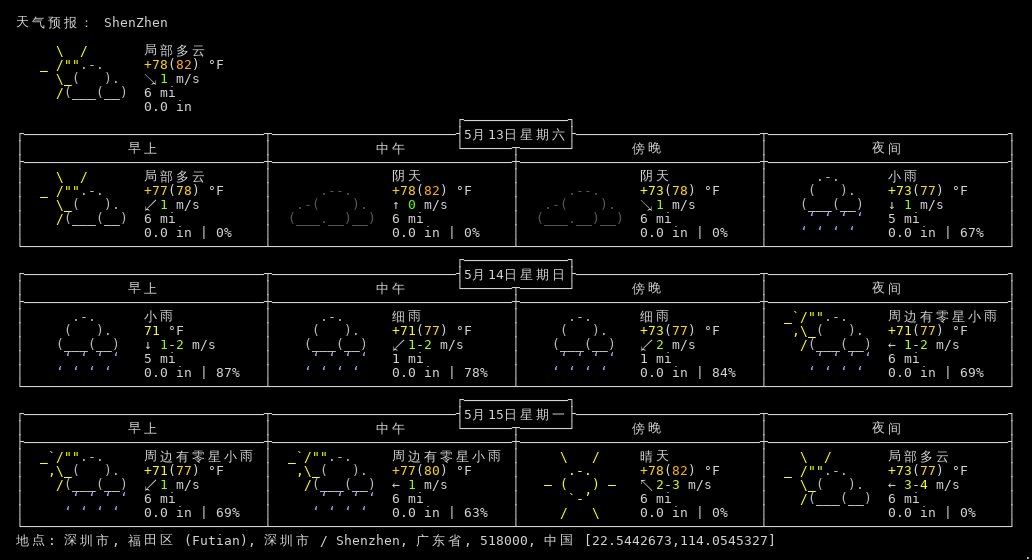 天气预报： ShenZhen
局部多云
+78(82) °F
↘1 m/s
6 mi
0.0 in
5月13日星期六
早上 中午 傍晚 夜间
局部多云 阴天 阴天 小雨
+77(78) °F +78(82) °F +73(78) °F +73(77) °F
↙1 m/s ↑ 0 m/s ↘1 m/s ↓ 1 m/s
6 mi 6 mi 6 mi 5 mi
0.0 in | 0% 0.0 in | 0% 0.0 in | 0% 0.0 in | 67%
5月14日星期日
早上 中午 傍晚 夜间
小雨 细雨 细雨 周边有零星小雨
71 °F +71(77) °F +73(77) °F +71(77) °F
↓ 1-2 m/s ↙1-2 m/s ↙2 m/s ← 1-2 m/s
5 mi 1 mi 1 mi 6 mi
0.0 in | 87% 0.0 in | 78% 0.0 in | 84% 0.0 in | 69%
5月15日星期一
早上 中午 傍晚 夜间
周边有零星小雨 周边有零星小雨 晴天 局部多云
+71(77) °F +77(80) °F +78(82) °F +73(77) °F
↙1 m/s ← 1 m/s ↖2-3 m/s ← 3-4 m/s
6 mi 6 mi 6 mi 6 mi
0.0 in | 69% 0.0 in | 63% 0.0 in | 0% 0.0 in | 0%
地点: 深圳市, 福田区 (Futian), 深圳市 / Shenzhen, 广东省, 518000, 中国 [22.5442673,114.0545327]